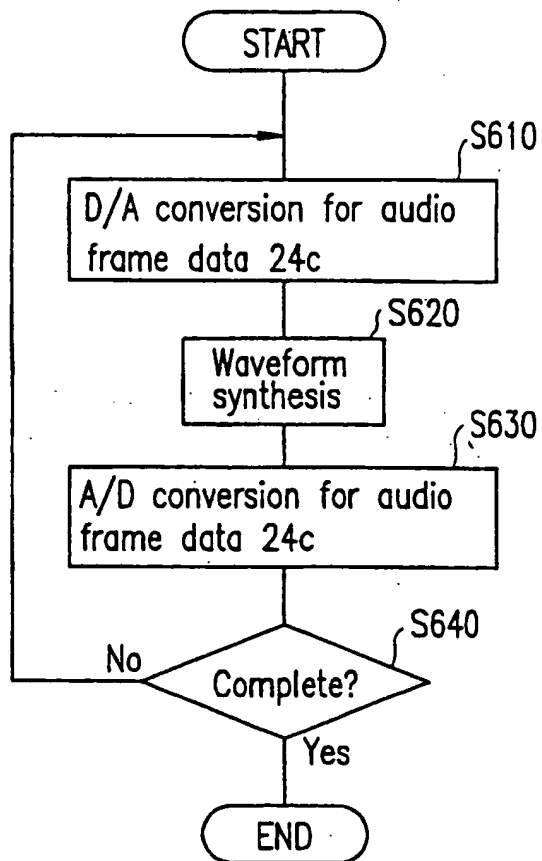 START
S610
D/A conversion for audio
frame data 24c
S620
Waveform
synthesis
S630
A/D conversion for audio
frame data 24c
S640
No
Complete?
Yes
END